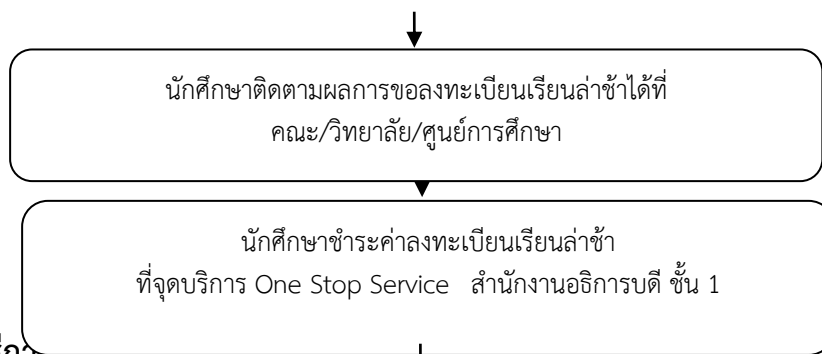 นักศึกษาติดตามผลการขอลงทะเบียนเรียนล่าช้าได้ที่
คณะ/วิทยาลัย/ศูนย์การศึกษา
นักศึกษาชำระค่าลงทะเบียนเรียนล่าช้า
ที่จุดบริการ One Stop Service สำนักงานอธิการบดี ชั้น 1